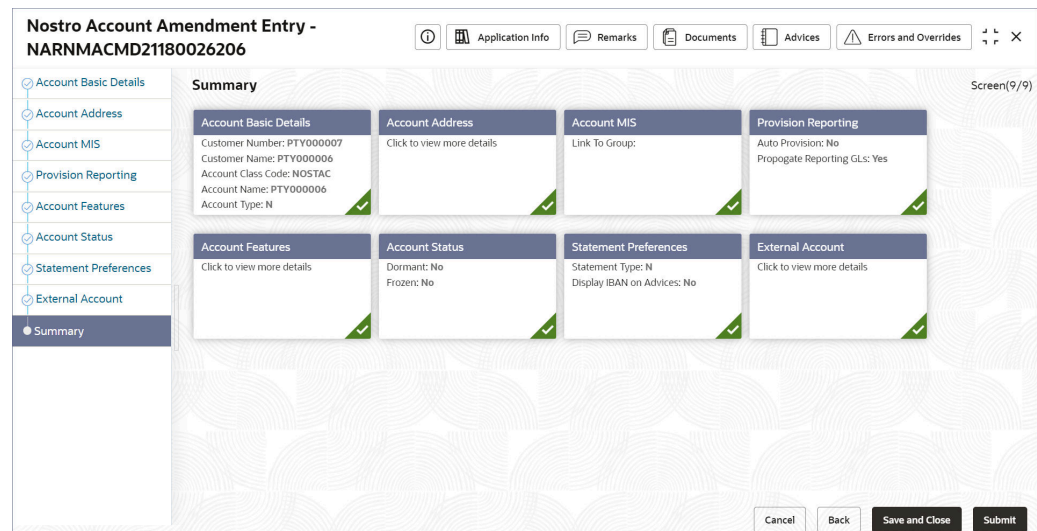 Nostro Account Amendment Entry -
NARNMACMD21180026206
Application Info
Remarks
Documents
Advices
Errors and Overrides
Account Basic Details
Account Address
Account MIS
Provision Reporting
Account Features
Account Status
Statement Preferences
External Account
Summary
Summary
Screen(9/9)
Account Basic Details
Customer Number: PTY000007
Customer Name: PTY000006
Account Class Code: NOSTAC
Account Name: PTY000006
Account Type: N
Account Address
Click to view more details
Account MIS
Link To Group:
Provision Reporting
Auto Provision: No
Propogate Reporting GLs: Yes
Account Features
Click to view more details
Account Status
Dormant: No
Frozen: No
Statement Preferences
Statement Type: N
Display IBAN on Advices: No
External Account
Click to view more details
Cancel
Back
Save and Close
Submit